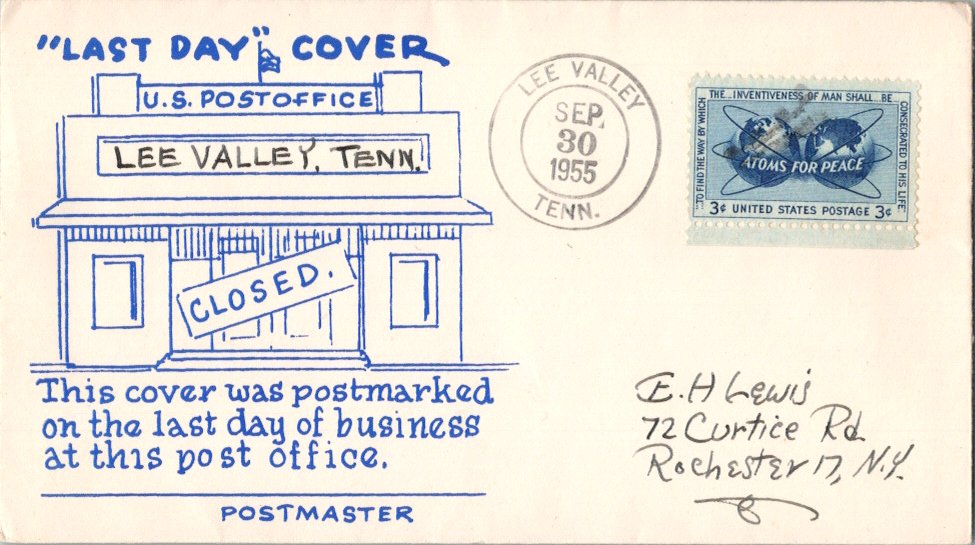 "LAST DAY" COVER
U.S. POSTOFFICE
LEE VALLEY, TENN.
CLOSED.
This cover was postmarked
on the last day of business
at this post office.
POSTMASTER
LEE VALLEY
SEP.
30
1955
TENN.
...TO FIND THE WAY BY WHICH
THE...INVENTIVENESS OF MAN SHALL...BE
CONSECRATED TO HIS LIFE
ATOMS FOR PEACE
3¢ UNITED STATES POSTAGE 3¢
E. H Lewis
72 Curtice Rd
Rochester 17, N.Y.